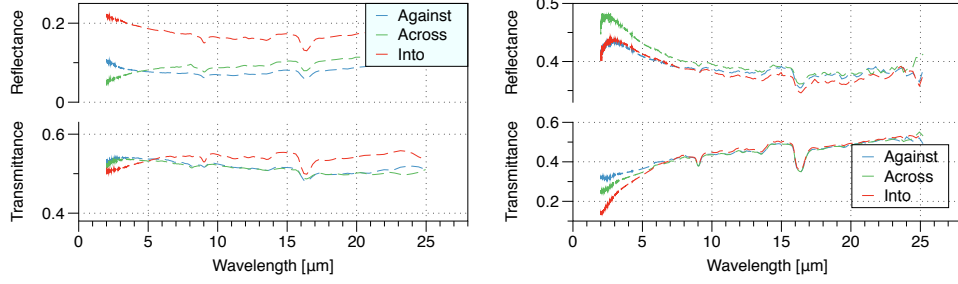 Reflectance
0.2
0
Against
Across
Into
Transmittance
0.6
0.4
0
5
10
15
20
25
Wavelength [µm]
Reflectance
0.5
0.4
Transmittance
0.6
0.4
0.2
Against
Across
Into
0
5
10
15
20
25
Wavelength [µm]